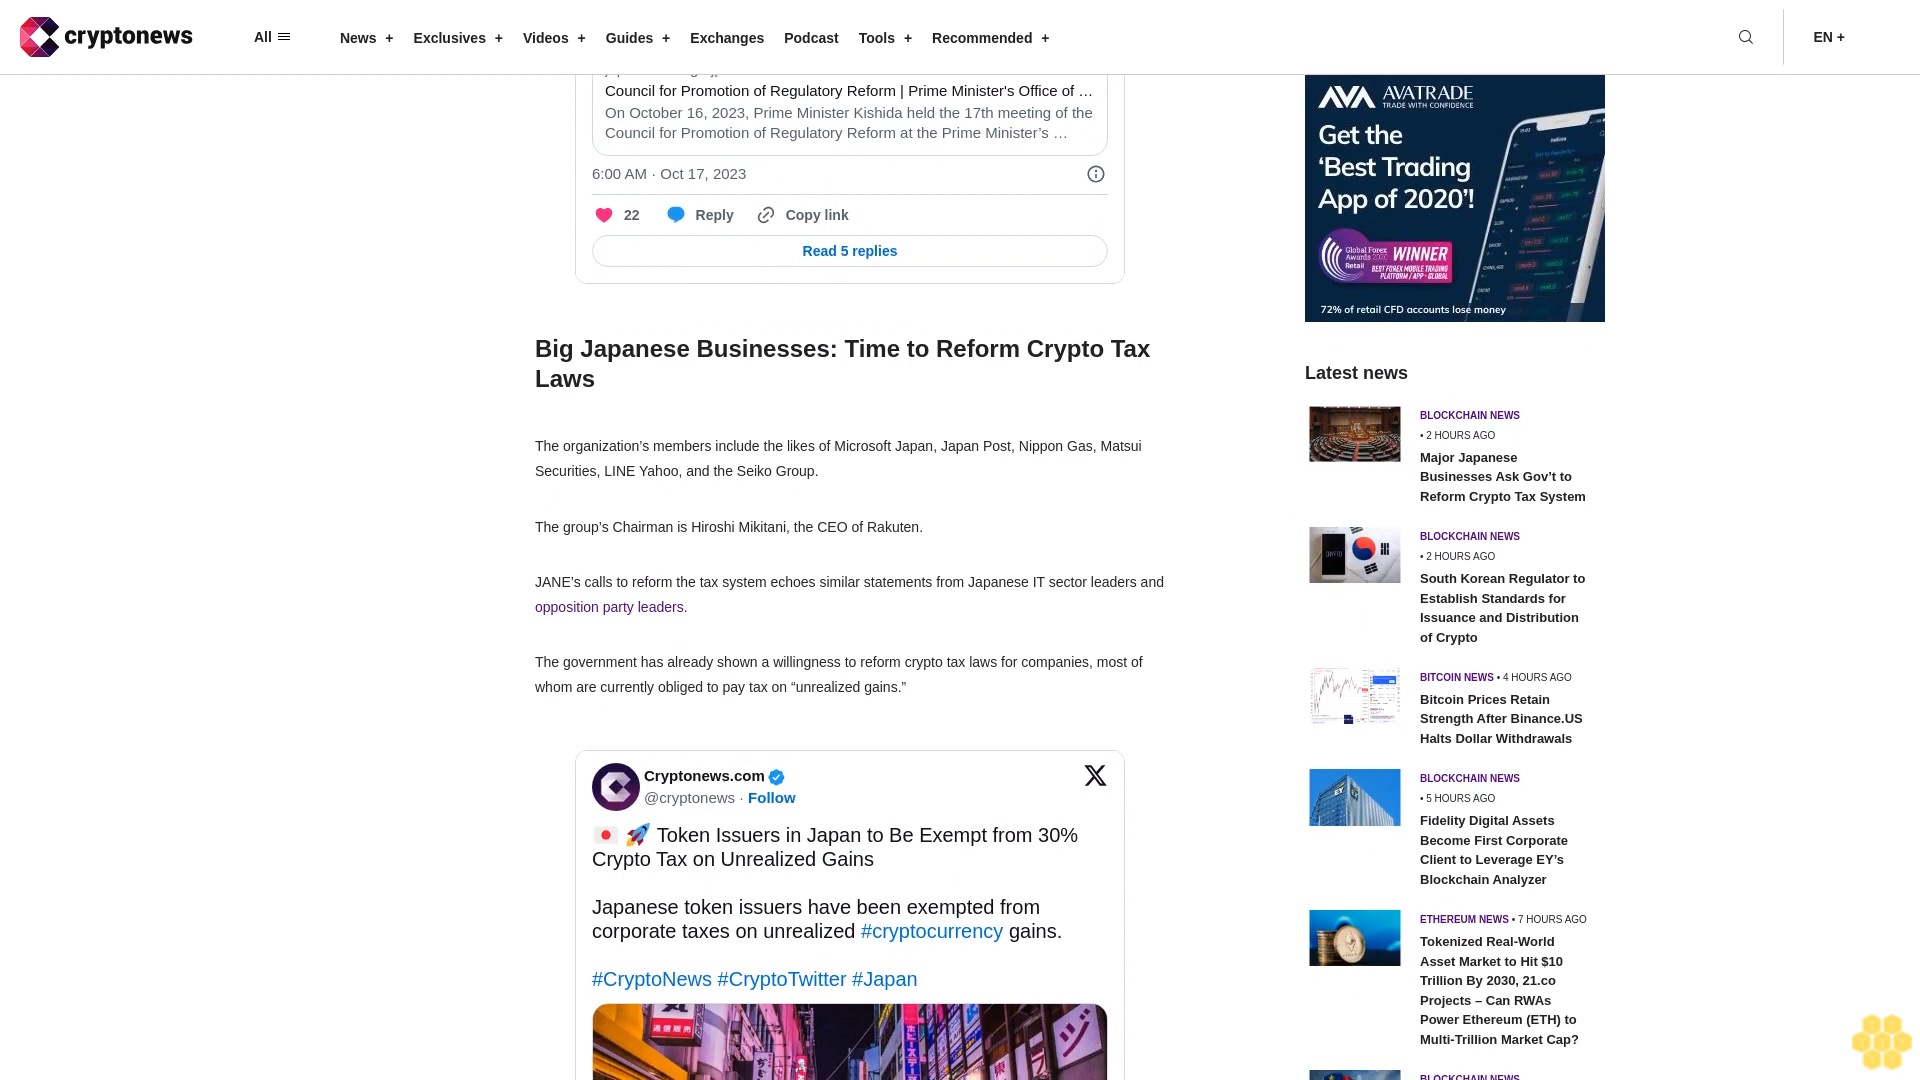 cryptonews
All
News +
Exclusives +
Videos +
Guides +
Exchanges
Podcast
Tools +
Recommended +
EN +
Council for Promotion of Regulatory Reform | Prime Minister's Office of …
On October 16, 2023, Prime Minister Kishida held the 17th meeting of the
Council for Promotion of Regulatory Reform at the Prime Minister’s …
6:00 AM · Oct 17, 2023
22
Reply
Copy link
Read 5 replies
Big Japanese Businesses: Time to Reform Crypto Tax
Laws
The organization’s members include the likes of Microsoft Japan, Japan Post, Nippon Gas, Matsui
Securities, LINE Yahoo, and the Seiko Group.
The group’s Chairman is Hiroshi Mikitani, the CEO of Rakuten.
JANE’s calls to reform the tax system echoes similar statements from Japanese IT sector leaders and
opposition party leaders.
The government has already shown a willingness to reform crypto tax laws for companies, most of
whom are currently obliged to pay tax on “unrealized gains.”
Cryptonews.com
@cryptonews · Follow
Token Issuers in Japan to Be Exempt from 30%
Crypto Tax on Unrealized Gains
Japanese token issuers have been exempted from
corporate taxes on unrealized #cryptocurrency gains.
#CryptoNews #CryptoTwitter #Japan
通信販売
AVA AVATRADE
TRADE WITH CONFIDENCE
Get the
‘Best Trading
App of 2020’!
Global Forex
Awards 2020
Retail
WINNER
BEST FOREX MOBILE TRADING
PLATFORM / APP - GLOBAL
72% of retail CFD accounts lose money
Latest news
BLOCKCHAIN NEWS
• 2 HOURS AGO
Major Japanese
Businesses Ask Gov’t to
Reform Crypto Tax System
BLOCKCHAIN NEWS
• 2 HOURS AGO
South Korean Regulator to
Establish Standards for
Issuance and Distribution
of Crypto
BITCOIN NEWS • 4 HOURS AGO
Bitcoin Prices Retain
Strength After Binance.US
Halts Dollar Withdrawals
BLOCKCHAIN NEWS
• 5 HOURS AGO
Fidelity Digital Assets
Become First Corporate
Client to Leverage EY’s
Blockchain Analyzer
ETHEREUM NEWS • 7 HOURS AGO
Tokenized Real-World
Asset Market to Hit $10
Trillion By 2030, 21.co
Projects – Can RWAs
Power Ethereum (ETH) to
Multi-Trillion Market Cap?
BLOCKCHAIN NEWS